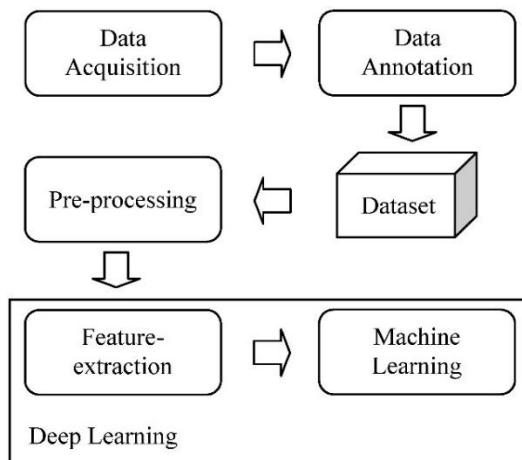 Data
Acquisition
Data
Annotation
Pre-processing
Dataset
Feature-
extraction
Machine
Learning
Deep Learning